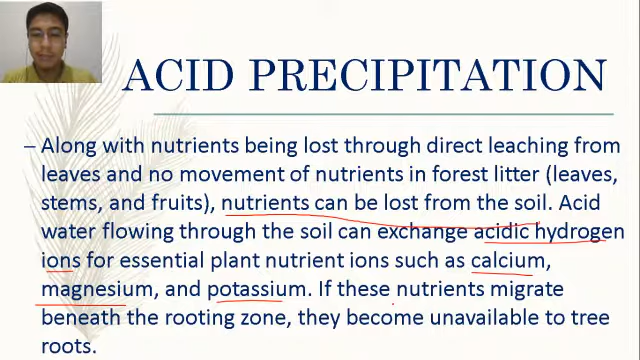 ACID PRECIPITATION
– Along with nutrients being lost through direct leaching from
leaves and no movement of nutrients in forest litter (leaves,
stems, and fruits), nutrients can be lost from the soil. Acid
water flowing through the soil can exchange acidic hydrogen
ions for essential plant nutrient ions such as calcium,
magnesium, and potassium. If these nutrients migrate
beneath the rooting zone, they become unavailable to tree
roots.